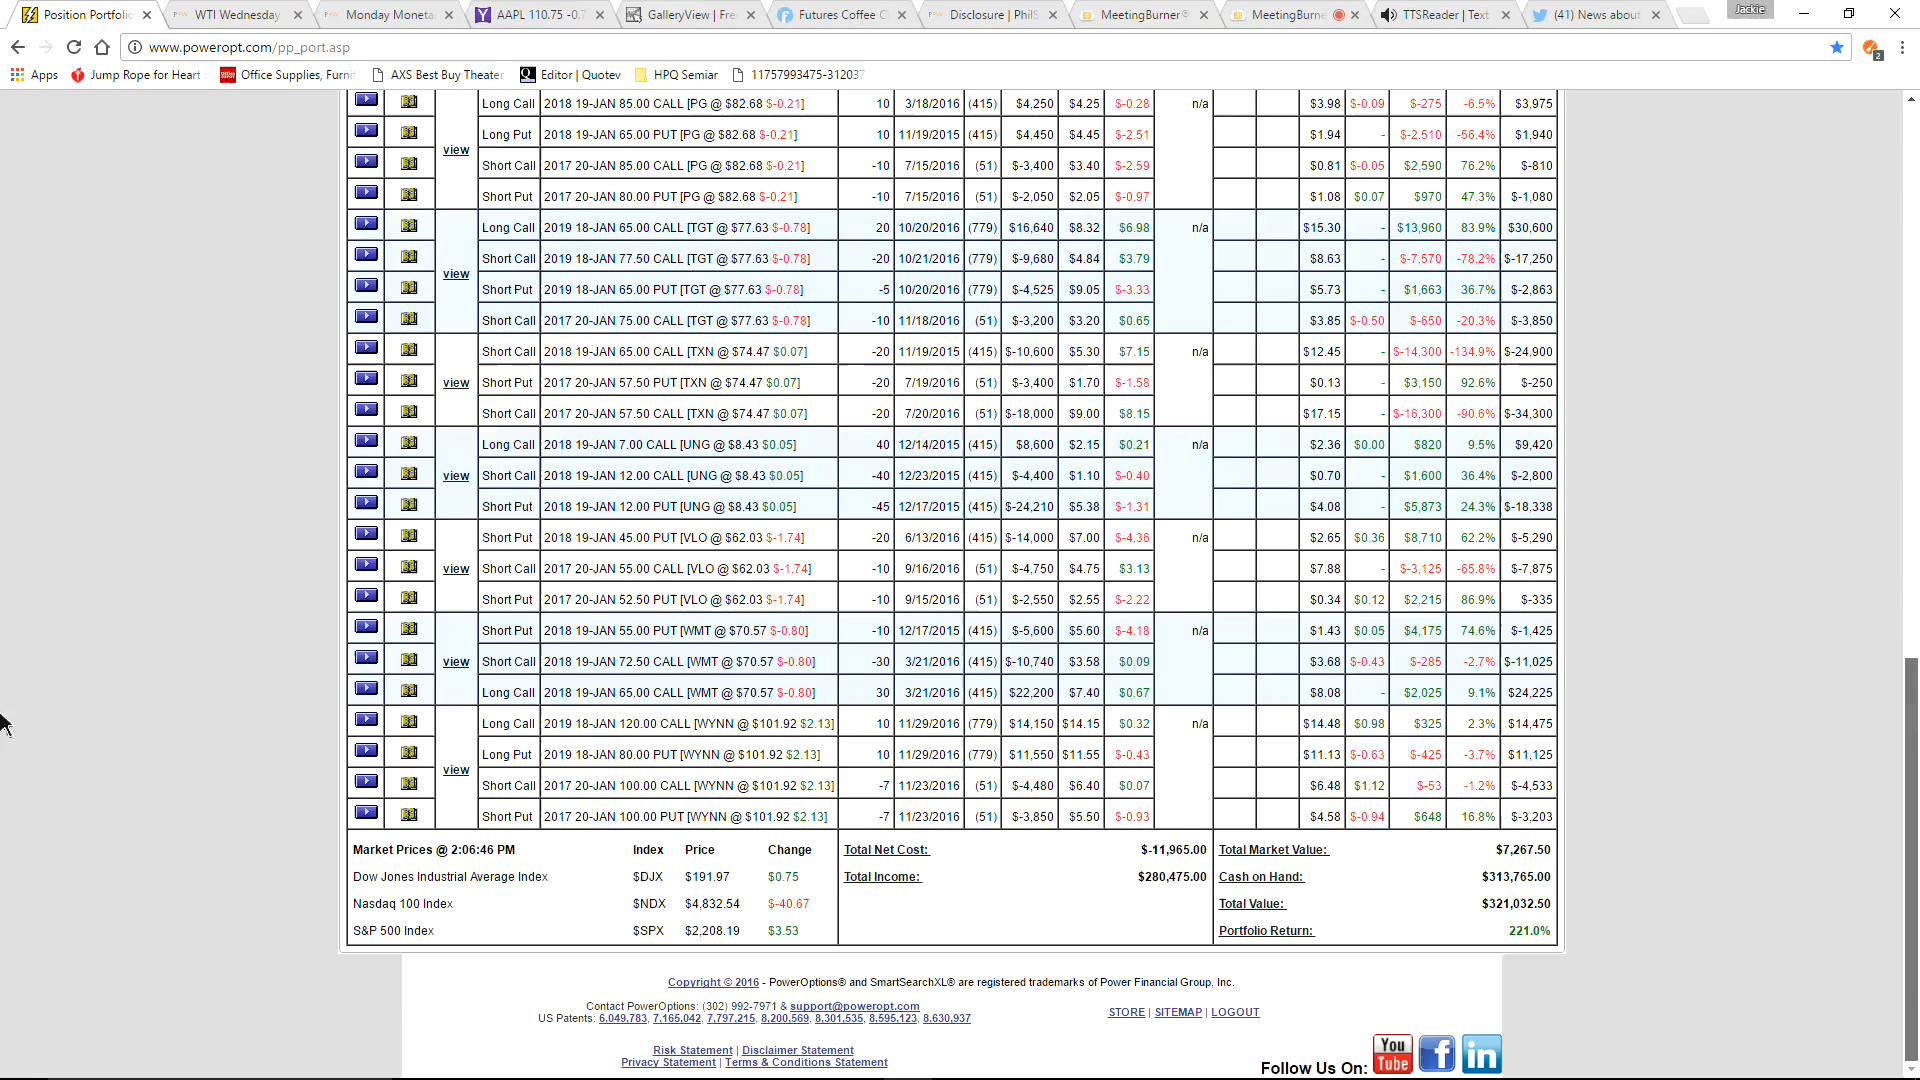 Position Portfolio
WTI Wednesday
Monday Moneta
AAPL 110.75 -0.
GalleryView | Fre
Futures Coffee C
Disclosure | PhilS
MeetingBurner®
MeetingBurne
TTSReader | Text
(41) News about
Jackie
www.poweropt.com/pp_port.asp
2
Apps
Jump Rope for Heart
Office Supplies, Furni
AXS Best Buy Theater
Editor | Quotev
HPQ Semiar
11757993475-312037
Long Call 2018 19-JAN 85.00 CALL [PG @ $82.68 $-0.21] 10 3/18/2016 (415) $4,250 $4.25 $-0.28 n/a $3.98 $-0.09 $-275 -6.5% $3,975
Long Put 2018 19-JAN 65.00 PUT [PG @ $82.68 $-0.21] 10 11/19/2015 (415) $4,450 $4.45 $-2.51 $1.94 - $-2,510 -56.4% $1,940
view
Short Call 2017 20-JAN 85.00 CALL [PG @ $82.68 $-0.21] -10 7/15/2016 (51) $-3,400 $3.40 $-2.59 $0.81 $-0.05 $2,590 76.2% $-810
Short Put 2017 20-JAN 80.00 PUT [PG @ $82.68 $-0.21] -10 7/15/2016 (51) $-2,050 $2.05 $-0.97 $1.08 $0.07 $970 47.3% $-1,080
Long Call 2019 18-JAN 65.00 CALL [TGT @ $77.63 $-0.78] 20 10/20/2016 (779) $16,640 $8.32 $6.98 n/a $15.30 - $13,960 83.9% $30,600
Short Call 2019 18-JAN 77.50 CALL [TGT @ $77.63 $-0.78] -20 10/21/2016 (779) $-9,680 $4.84 $3.79 $8.63 - $-7,570 -78.2% $-17,250
view
Short Put 2019 18-JAN 65.00 PUT [TGT @ $77.63 $-0.78] -5 10/20/2016 (779) $-4,525 $9.05 $-3.33 $5.73 - $1,663 36.7% $-2,863
Short Call 2017 20-JAN 75.00 CALL [TGT @ $77.63 $-0.78] -10 11/18/2016 (51) $-3,200 $3.20 $0.65 $3.85 $-0.50 $-650 -20.3% $-3,850
Short Call 2018 19-JAN 65.00 CALL [TXN @ $74.47 $0.07] -20 11/19/2015 (415) $-10,600 $5.30 $7.15 n/a $12.45 - $-14,300 -134.9% $-24,900
view Short Put 2017 20-JAN 57.50 PUT [TXN @ $74.47 $0.07] -20 7/19/2016 (51) $-3,400 $1.70 $-1.58 $0.13 - $3,150 92.6% $-250
Short Call 2017 20-JAN 57.50 CALL [TXN @ $74.47 $0.07] -20 7/20/2016 (51) $-18,000 $9.00 $8.15 $17.15 - $-16,300 -90.6% $-34,300
Long Call 2018 19-JAN 7.00 CALL [UNG @ $8.43 $0.05] 40 12/14/2015 (415) $8,600 $2.15 $0.21 n/a $2.36 $0.00 $820 9.5% $9,420
view Short Call 2018 19-JAN 12.00 CALL [UNG @ $8.43 $0.05] -40 12/23/2015 (415) $-4,400 $1.10 $-0.40 $0.70 - $1,600 36.4% $-2,800
Short Put 2018 19-JAN 12.00 PUT [UNG @ $8.43 $0.05] -45 12/17/2015 (415) $-24,210 $5.38 $-1.31 $4.08 - $5,873 24.3% $-18,338
Short Put 2018 19-JAN 45.00 PUT [VLO @ $62.03 $-1.74] -20 6/13/2016 (415) $-14,000 $7.00 $-4.36 n/a $2.65 $0.36 $8,710 62.2% $-5,290
view Short Call 2017 20-JAN 55.00 CALL [VLO @ $62.03 $-1.74] -10 9/16/2016 (51) $-4,750 $4.75 $3.13 $7.88 - $-3,125 -65.8% $-7,875
Short Put 2017 20-JAN 52.50 PUT [VLO @ $62.03 $-1.74] -10 9/15/2016 (51) $-2,550 $2.55 $-2.22 $0.34 $0.12 $2,215 86.9% $-335
Short Put 2018 19-JAN 55.00 PUT [WMT @ $70.57 $-0.80] -10 12/17/2015 (415) $-5,600 $5.60 $-4.18 n/a $1.43 $0.05 $4,175 74.6% $-1,425
view Short Call 2018 19-JAN 72.50 CALL [WMT @ $70.57 $-0.80] -30 3/21/2016 (415) $-10,740 $3.58 $0.09 $3.68 $-0.43 $-285 -2.7% $-11,025
Long Call 2018 19-JAN 65.00 CALL [WMT @ $70.57 $-0.80] 30 3/21/2016 (415) $22,200 $7.40 $0.67 $8.08 - $2,025 9.1% $24,225
Long Call 2019 18-JAN 120.00 CALL [WYNN @ $101.92 $2.13] 10 11/29/2016 (779) $14,150 $14.15 $0.32 n/a $14.48 $0.98 $325 2.3% $14,475
Long Put 2019 18-JAN 80.00 PUT [WYNN @ $101.92 $2.13] 10 11/29/2016 (779) $11,550 $11.55 $-0.43 $11.13 $-0.63 $-425 -3.7% $11,125
view
Short Call 2017 20-JAN 100.00 CALL [WYNN @ $101.92 $2.13] -7 11/23/2016 (51) $-4,480 $6.40 $0.07 $6.48 $1.12 $-53 -1.2% $-4,533
Short Put 2017 20-JAN 100.00 PUT [WYNN @ $101.92 $2.13] -7 11/23/2016 (51) $-3,850 $5.50 $-0.93 $4.58 $-0.94 $648 16.8% $-3,203
Market Prices @ 2:06:46 PM Index Price Change Total Net Cost: $-11,965.00 Total Market Value: $7,267.50
Dow Jones Industrial Average Index $DJX $191.97 $0.75 Total Income: $280,475.00 Cash on Hand: $313,765.00
Nasdaq 100 Index $NDX $4,832.54 $-40.67 Total Value: $321,032.50
S&P 500 Index $SPX $2,208.19 $3.53 Portfolio Return: 221.0%
Copyright © 2016 - PowerOptions® and SmartSearchXL® are registered trademarks of Power Financial Group, Inc.
Contact PowerOptions: (302) 992-7971 & support@poweropt.com
US Patents: 6,049,783, 7,165,042, 7,797,215, 8,200,569, 8,301,535, 8,595,123, 8,630,937
STORE | SITEMAP | LOGOUT
Risk Statement | Disclaimer Statement
Privacy Statement | Terms & Conditions Statement
Follow Us On: You Tube f in